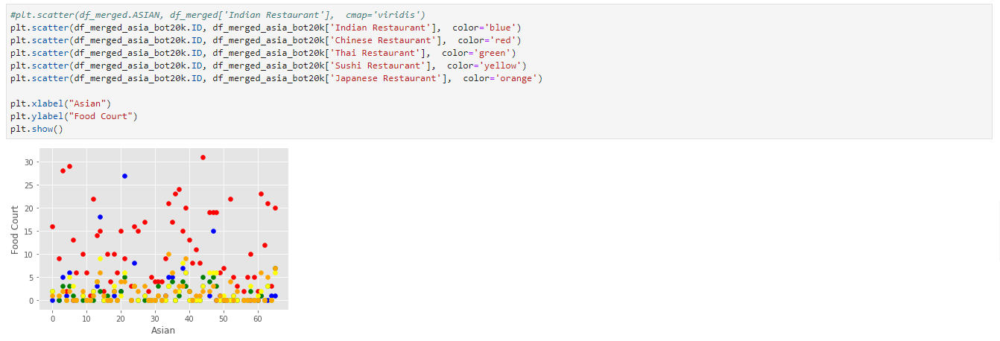 #plt.scatter(df_merged.ASIAN, df_merged['Indian Restaurant'],  cmap='viridis')
plt.scatter(df_merged_asia_bot20k.ID, df_merged_asia_bot20k['Indian Restaurant'],  color='blue')
plt.scatter(df_merged_asia_bot20k.ID, df_merged_asia_bot20k['Chinese Restaurant'],  color='red')
plt.scatter(df_merged_asia_bot20k.ID, df_merged_asia_bot20k['Thai Restaurant'],  color='green')
plt.scatter(df_merged_asia_bot20k.ID, df_merged_asia_bot20k['Sushi Restaurant'],  color='yellow')
plt.scatter(df_merged_asia_bot20k.ID, df_merged_asia_bot20k['Japanese Restaurant'],  color='orange')
plt.xlabel("Asian")
plt.ylabel("Food Court")
plt.show()
30
25
20
15
10
5
0
Food Court
0 10 20 30 40 50 60
Asian